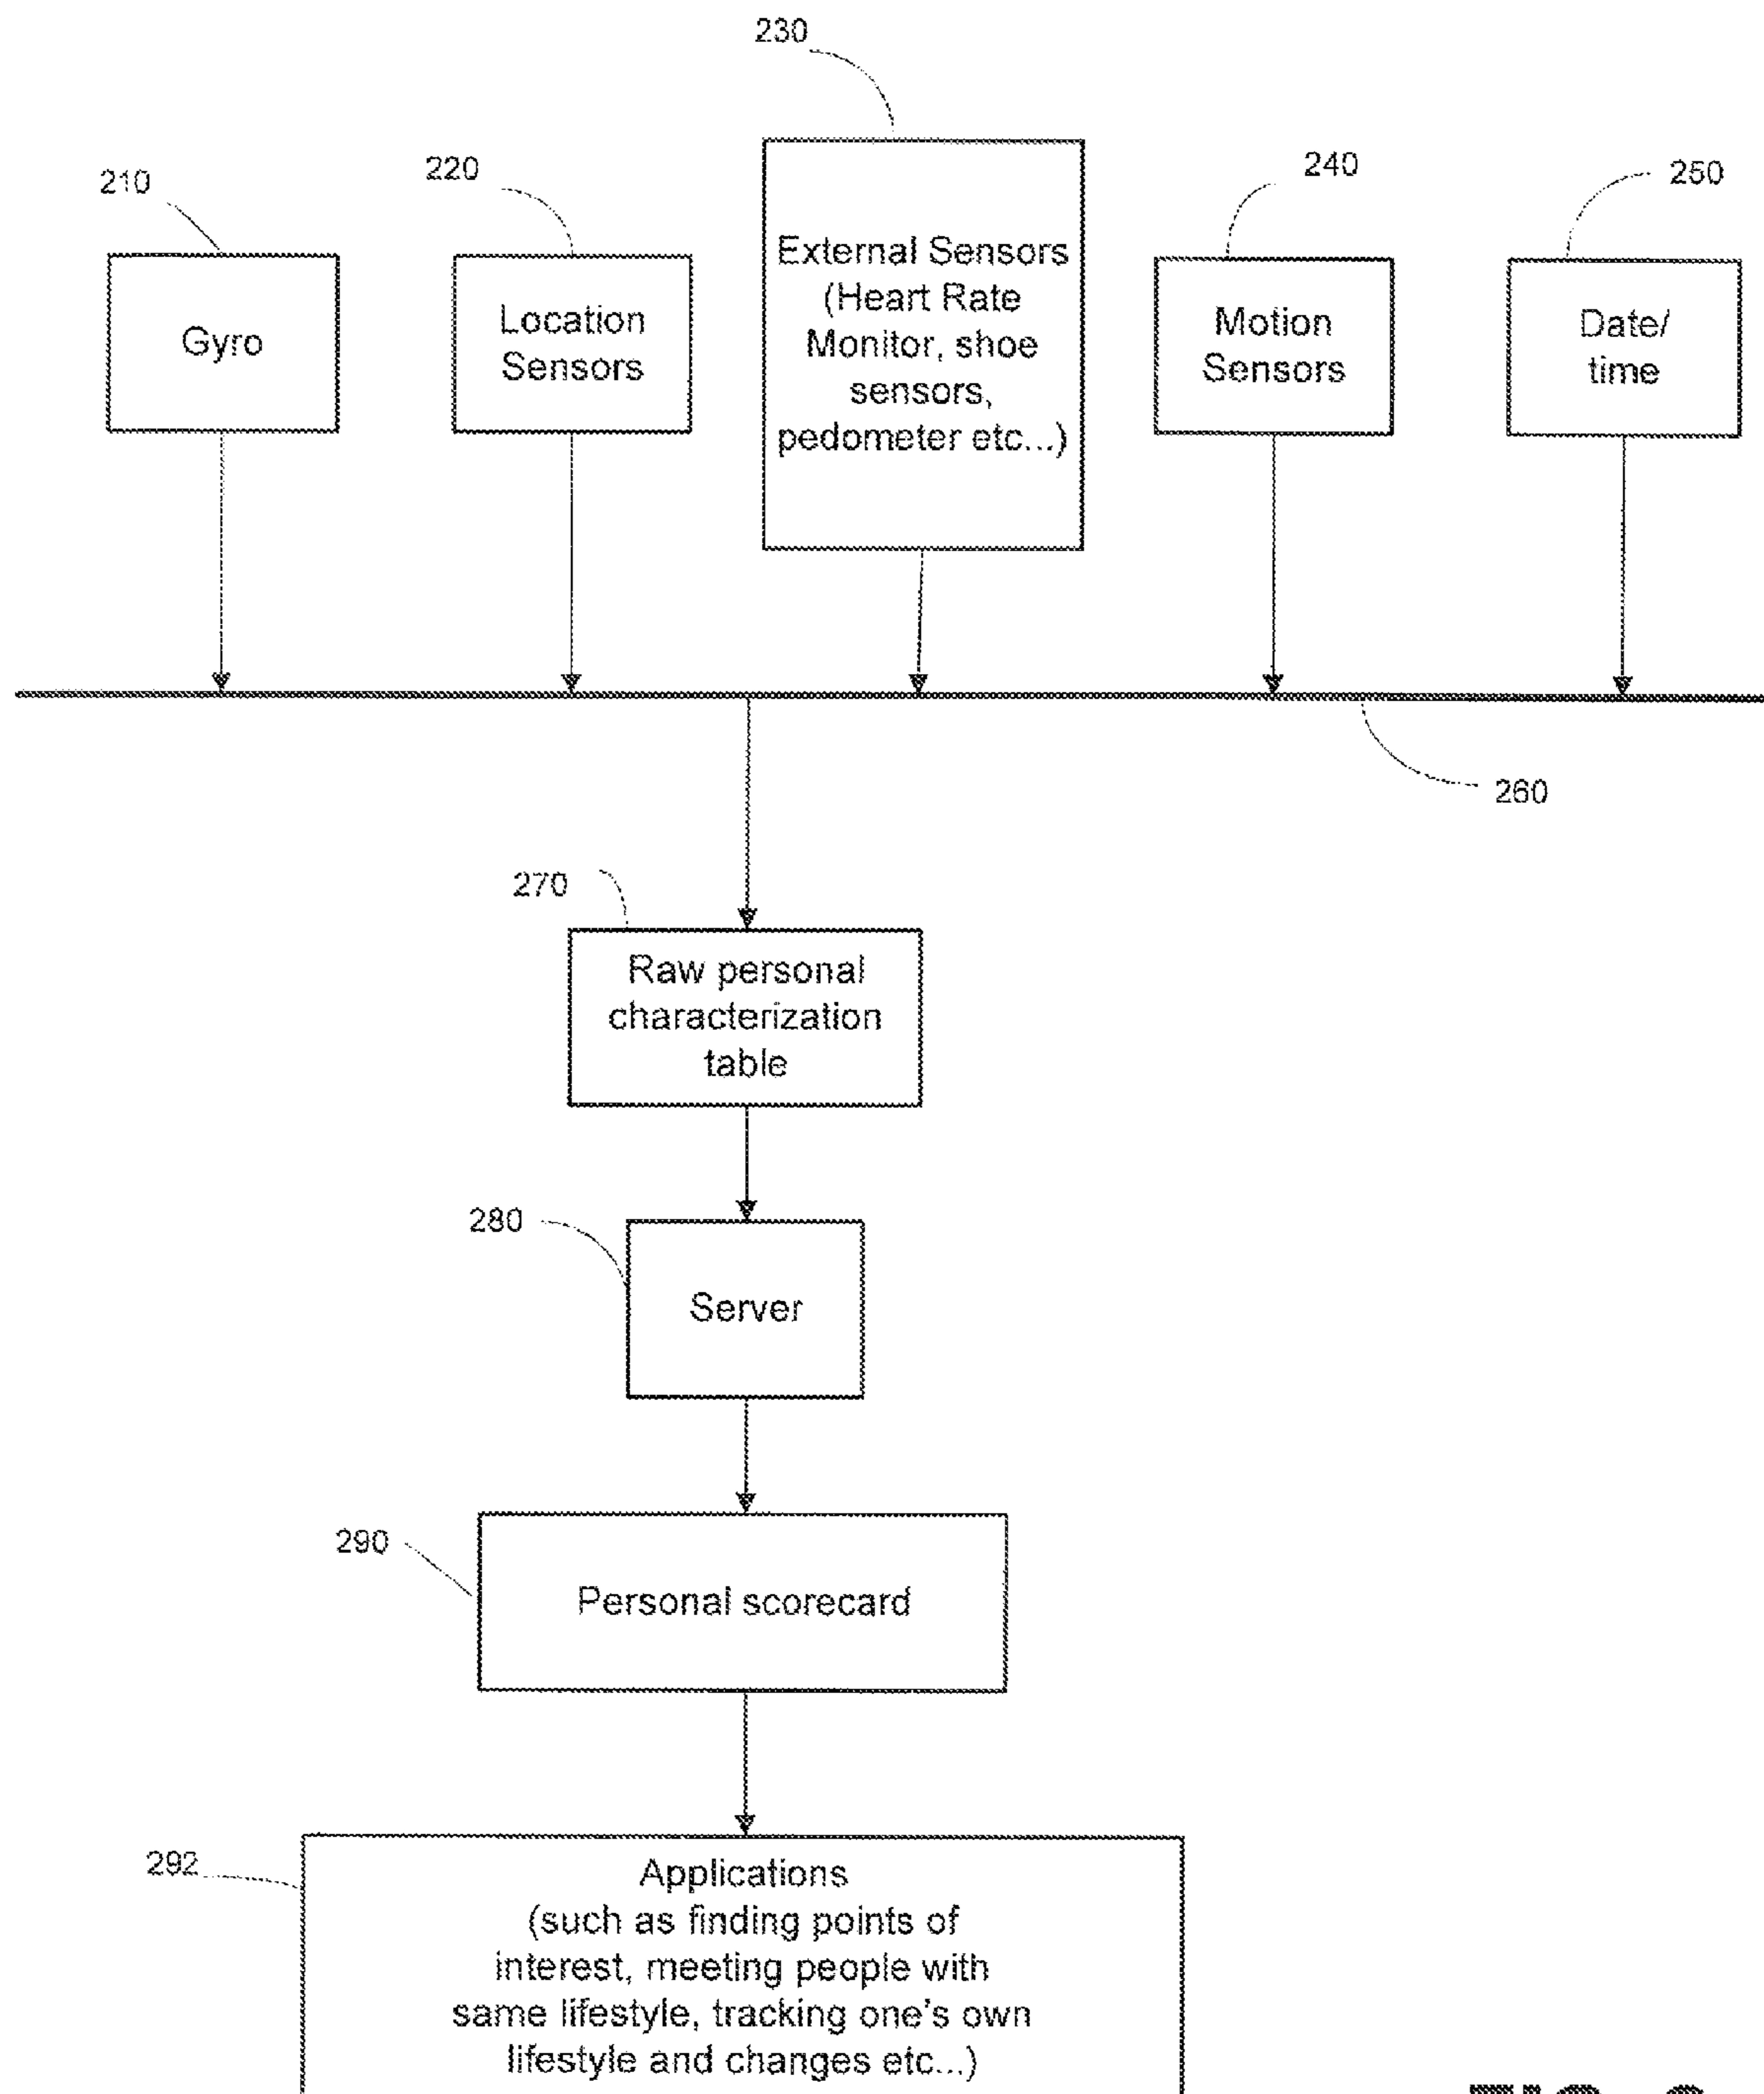 230
210
220
240
250
Gyro
Location
Sensors
External Sensors
(Heart Rate
Monitor, shoe
sensors,
pedometer etc...)
Motion
Sensors
Date/
time
260
270
Raw personal
characterization
table
280
Server
290
Personal scorecard
292
Applications
(such as finding points of
interest, meeting people with
same lifestyle, tracking one's own
lifestyle and changes etc...)